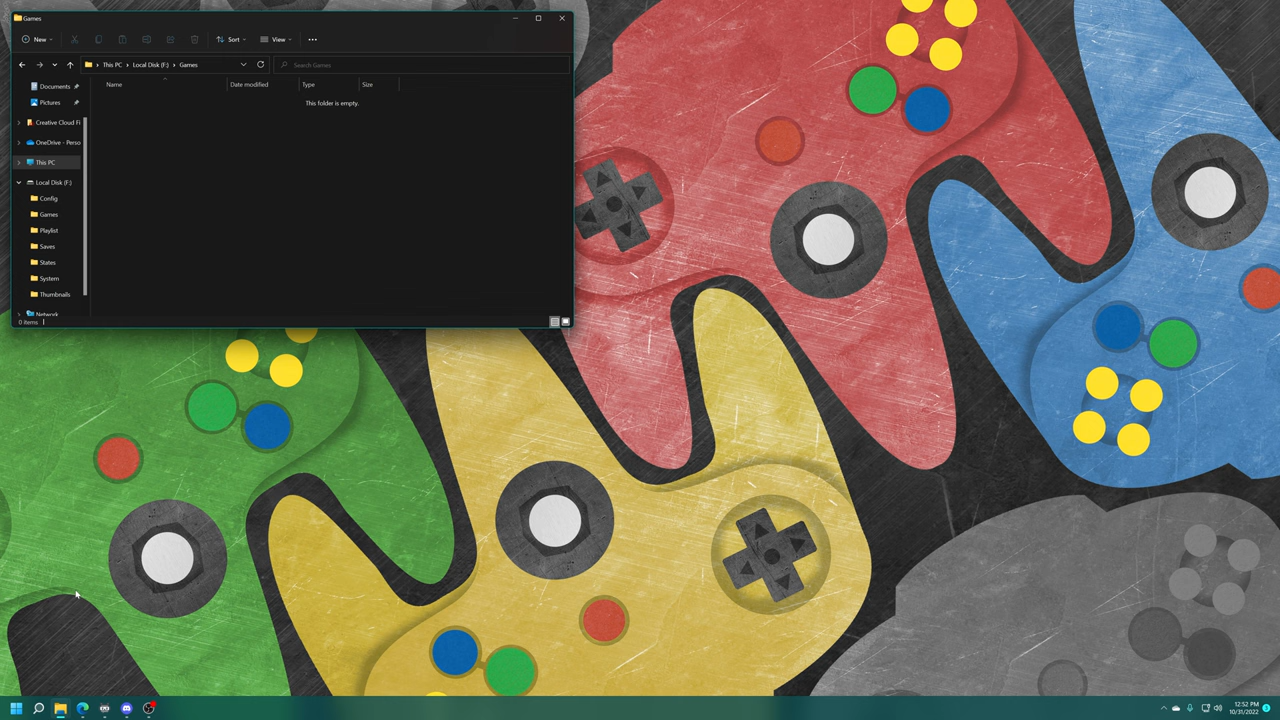 Games
New
Sort
View
This PC
Local Disk (F:)
Games
Search Games
Name
Date modified
Type
Size
This folder is empty.
Documents
Pictures
Creative Cloud Fi
OneDrive - Perso
This PC
Local Disk (F:)
Config
Games
Playlist
Saves
States
System
Thumbnails
Network
0 items
12:52 PM
10/31/2022